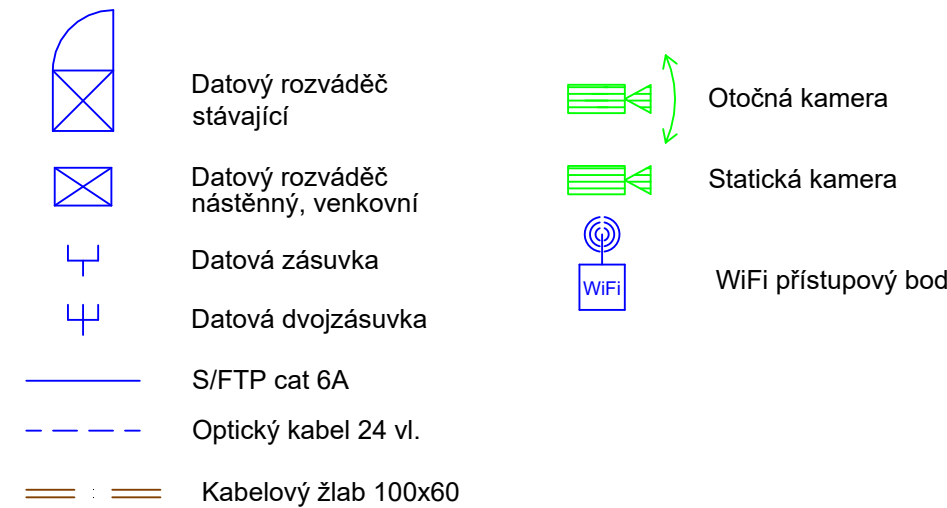 Datový rozváděč
stávající
Datový rozváděč
nástěnný, venkovní
Datová zásuvka
Datová dvojzásuvka
S/FTP cat 6A
Optický kabel 24 vl.
Kabelový žlab 100x60
Otočná kamera
Statická kamera
WiFi
WiFi přístupový bod